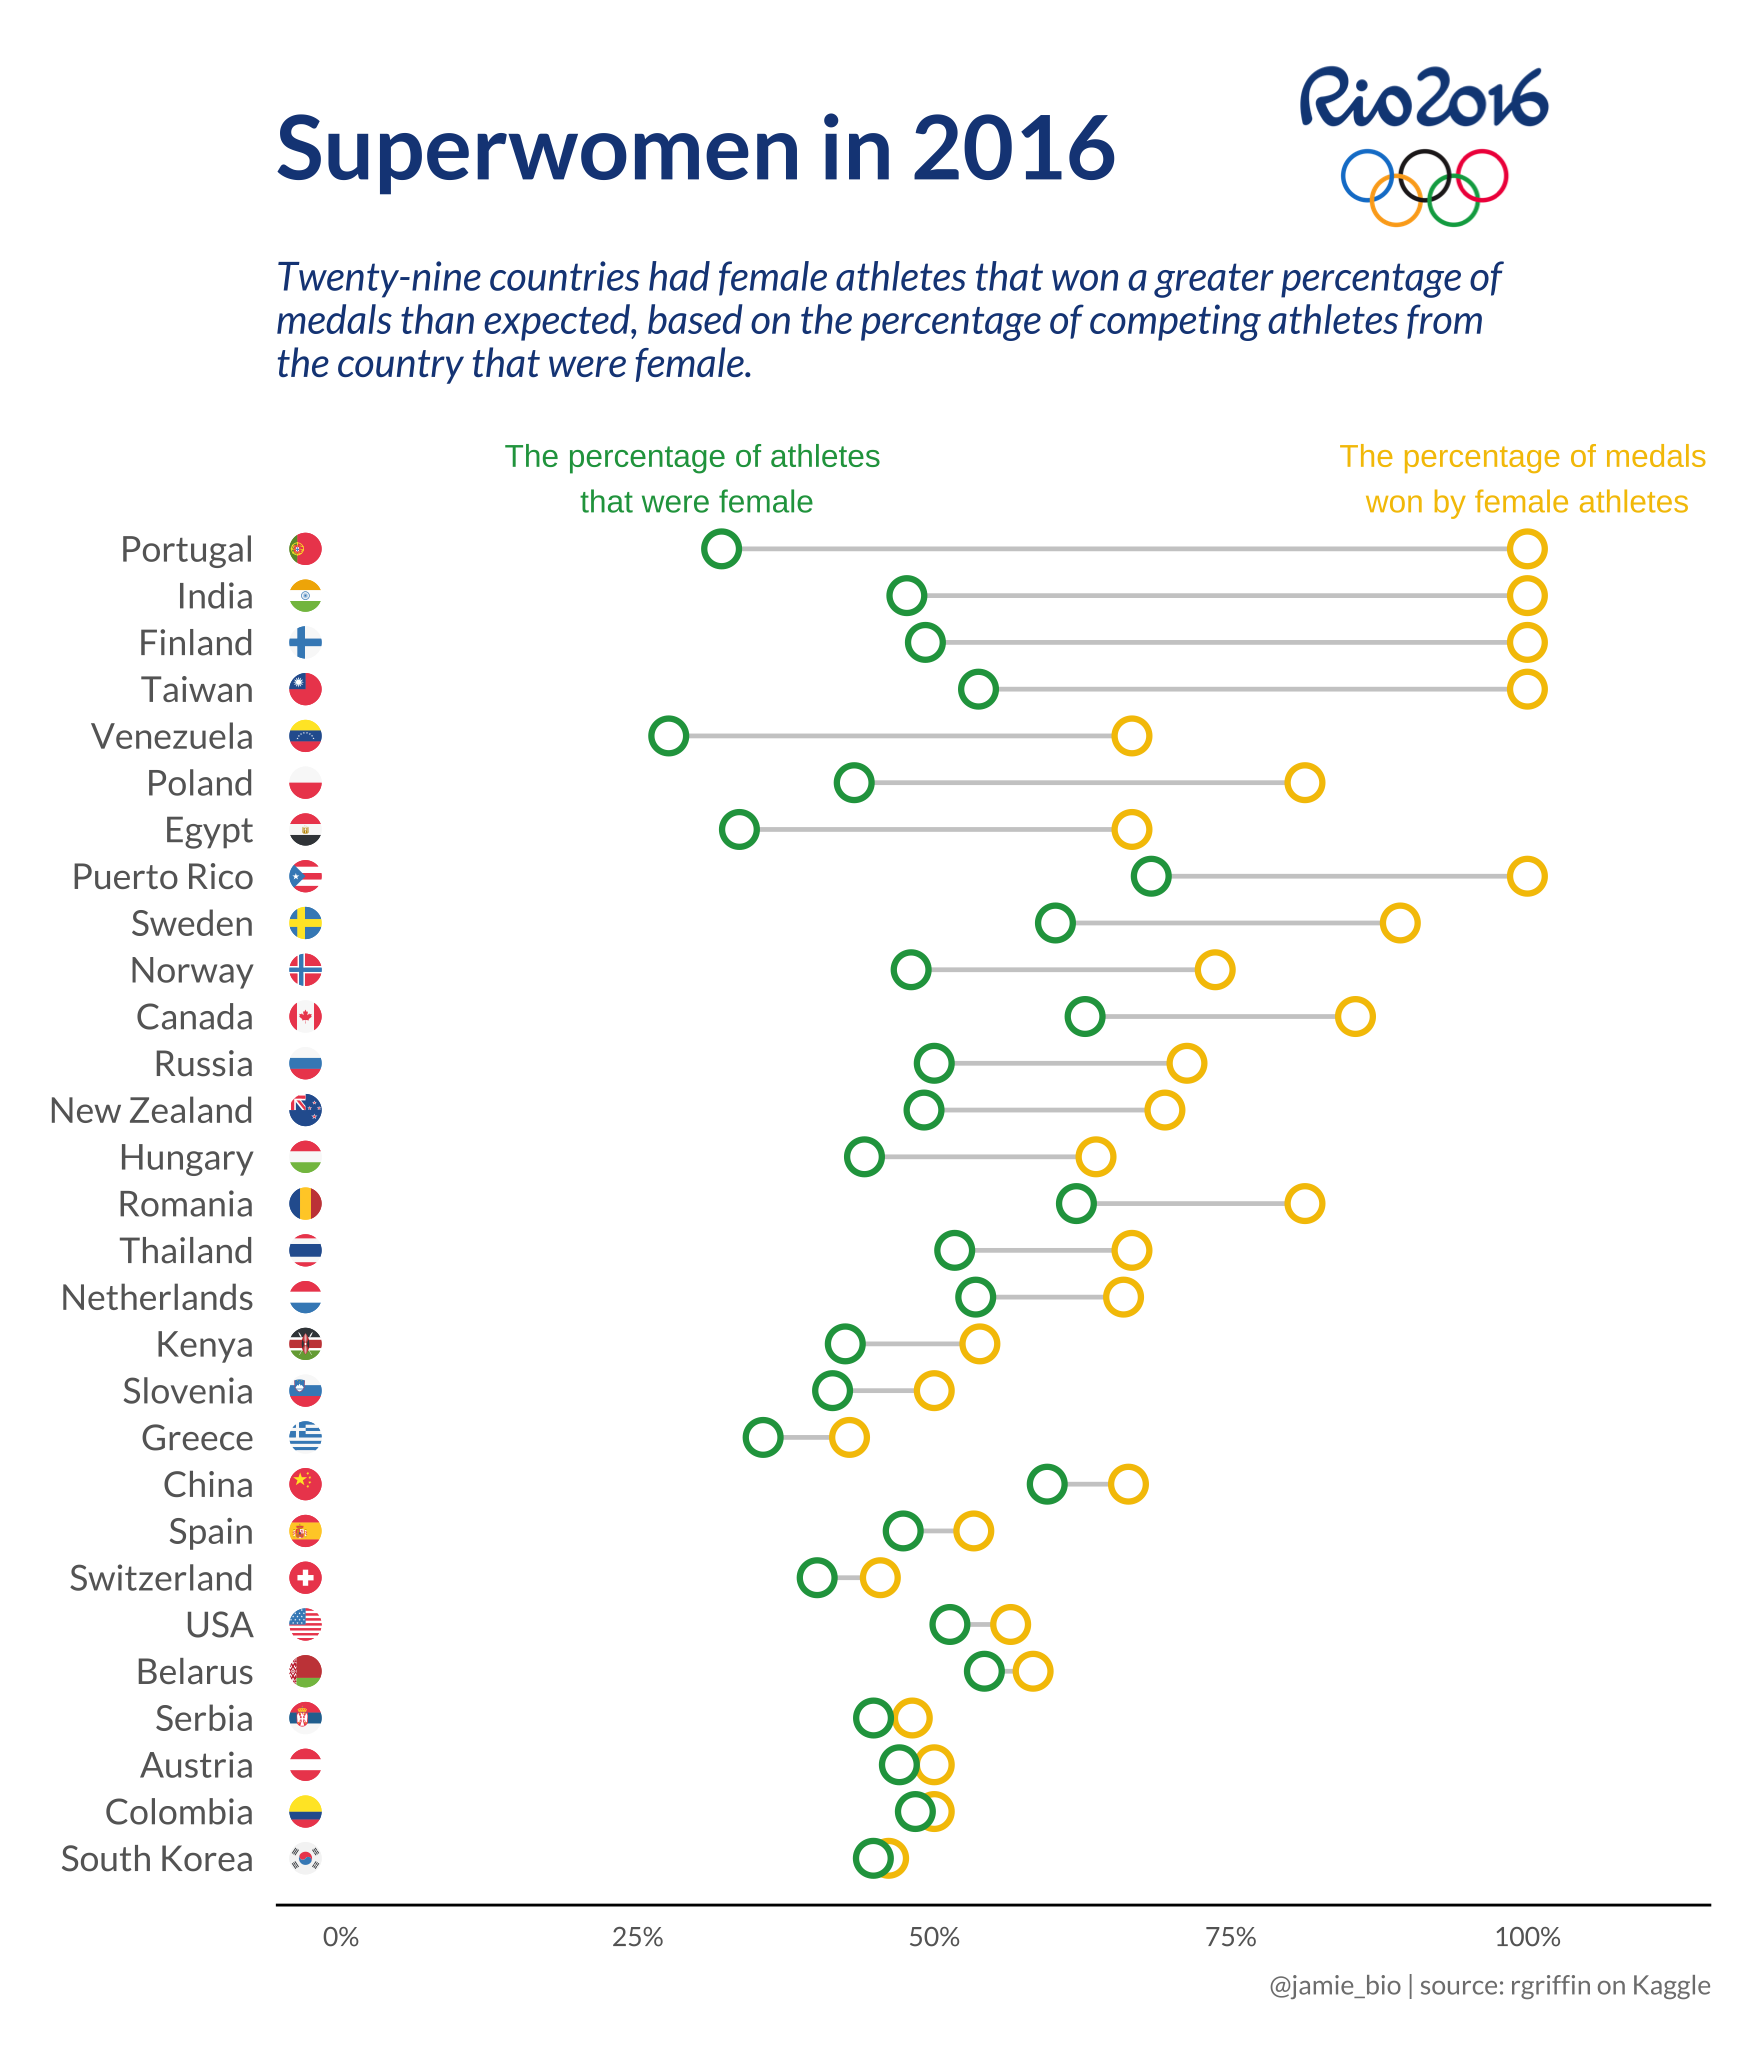 Rio2016
Superwomen in 2016
Twenty-nine countries had female athletes that won a greater percentage of
medals than expected, based on the percentage of competing athletes from
the country that were female.
The percentage of athletes
that were female
The percentage of medals
won by female athletes
Portugal
India
Finland
Taiwan
Venezuela
Poland
Egypt
Puerto Rico
Sweden
Norway
Canada
Russia
New Zealand
Hungary
Romania
Thailand
Netherlands
Kenya
Slovenia
Greece
China
Spain
Switzerland
USA
Belarus
Serbia
Austria
Colombia
South Korea
0% 25% 50% 75% 100%
@jamie_bio | source: rgriffin on Kaggle